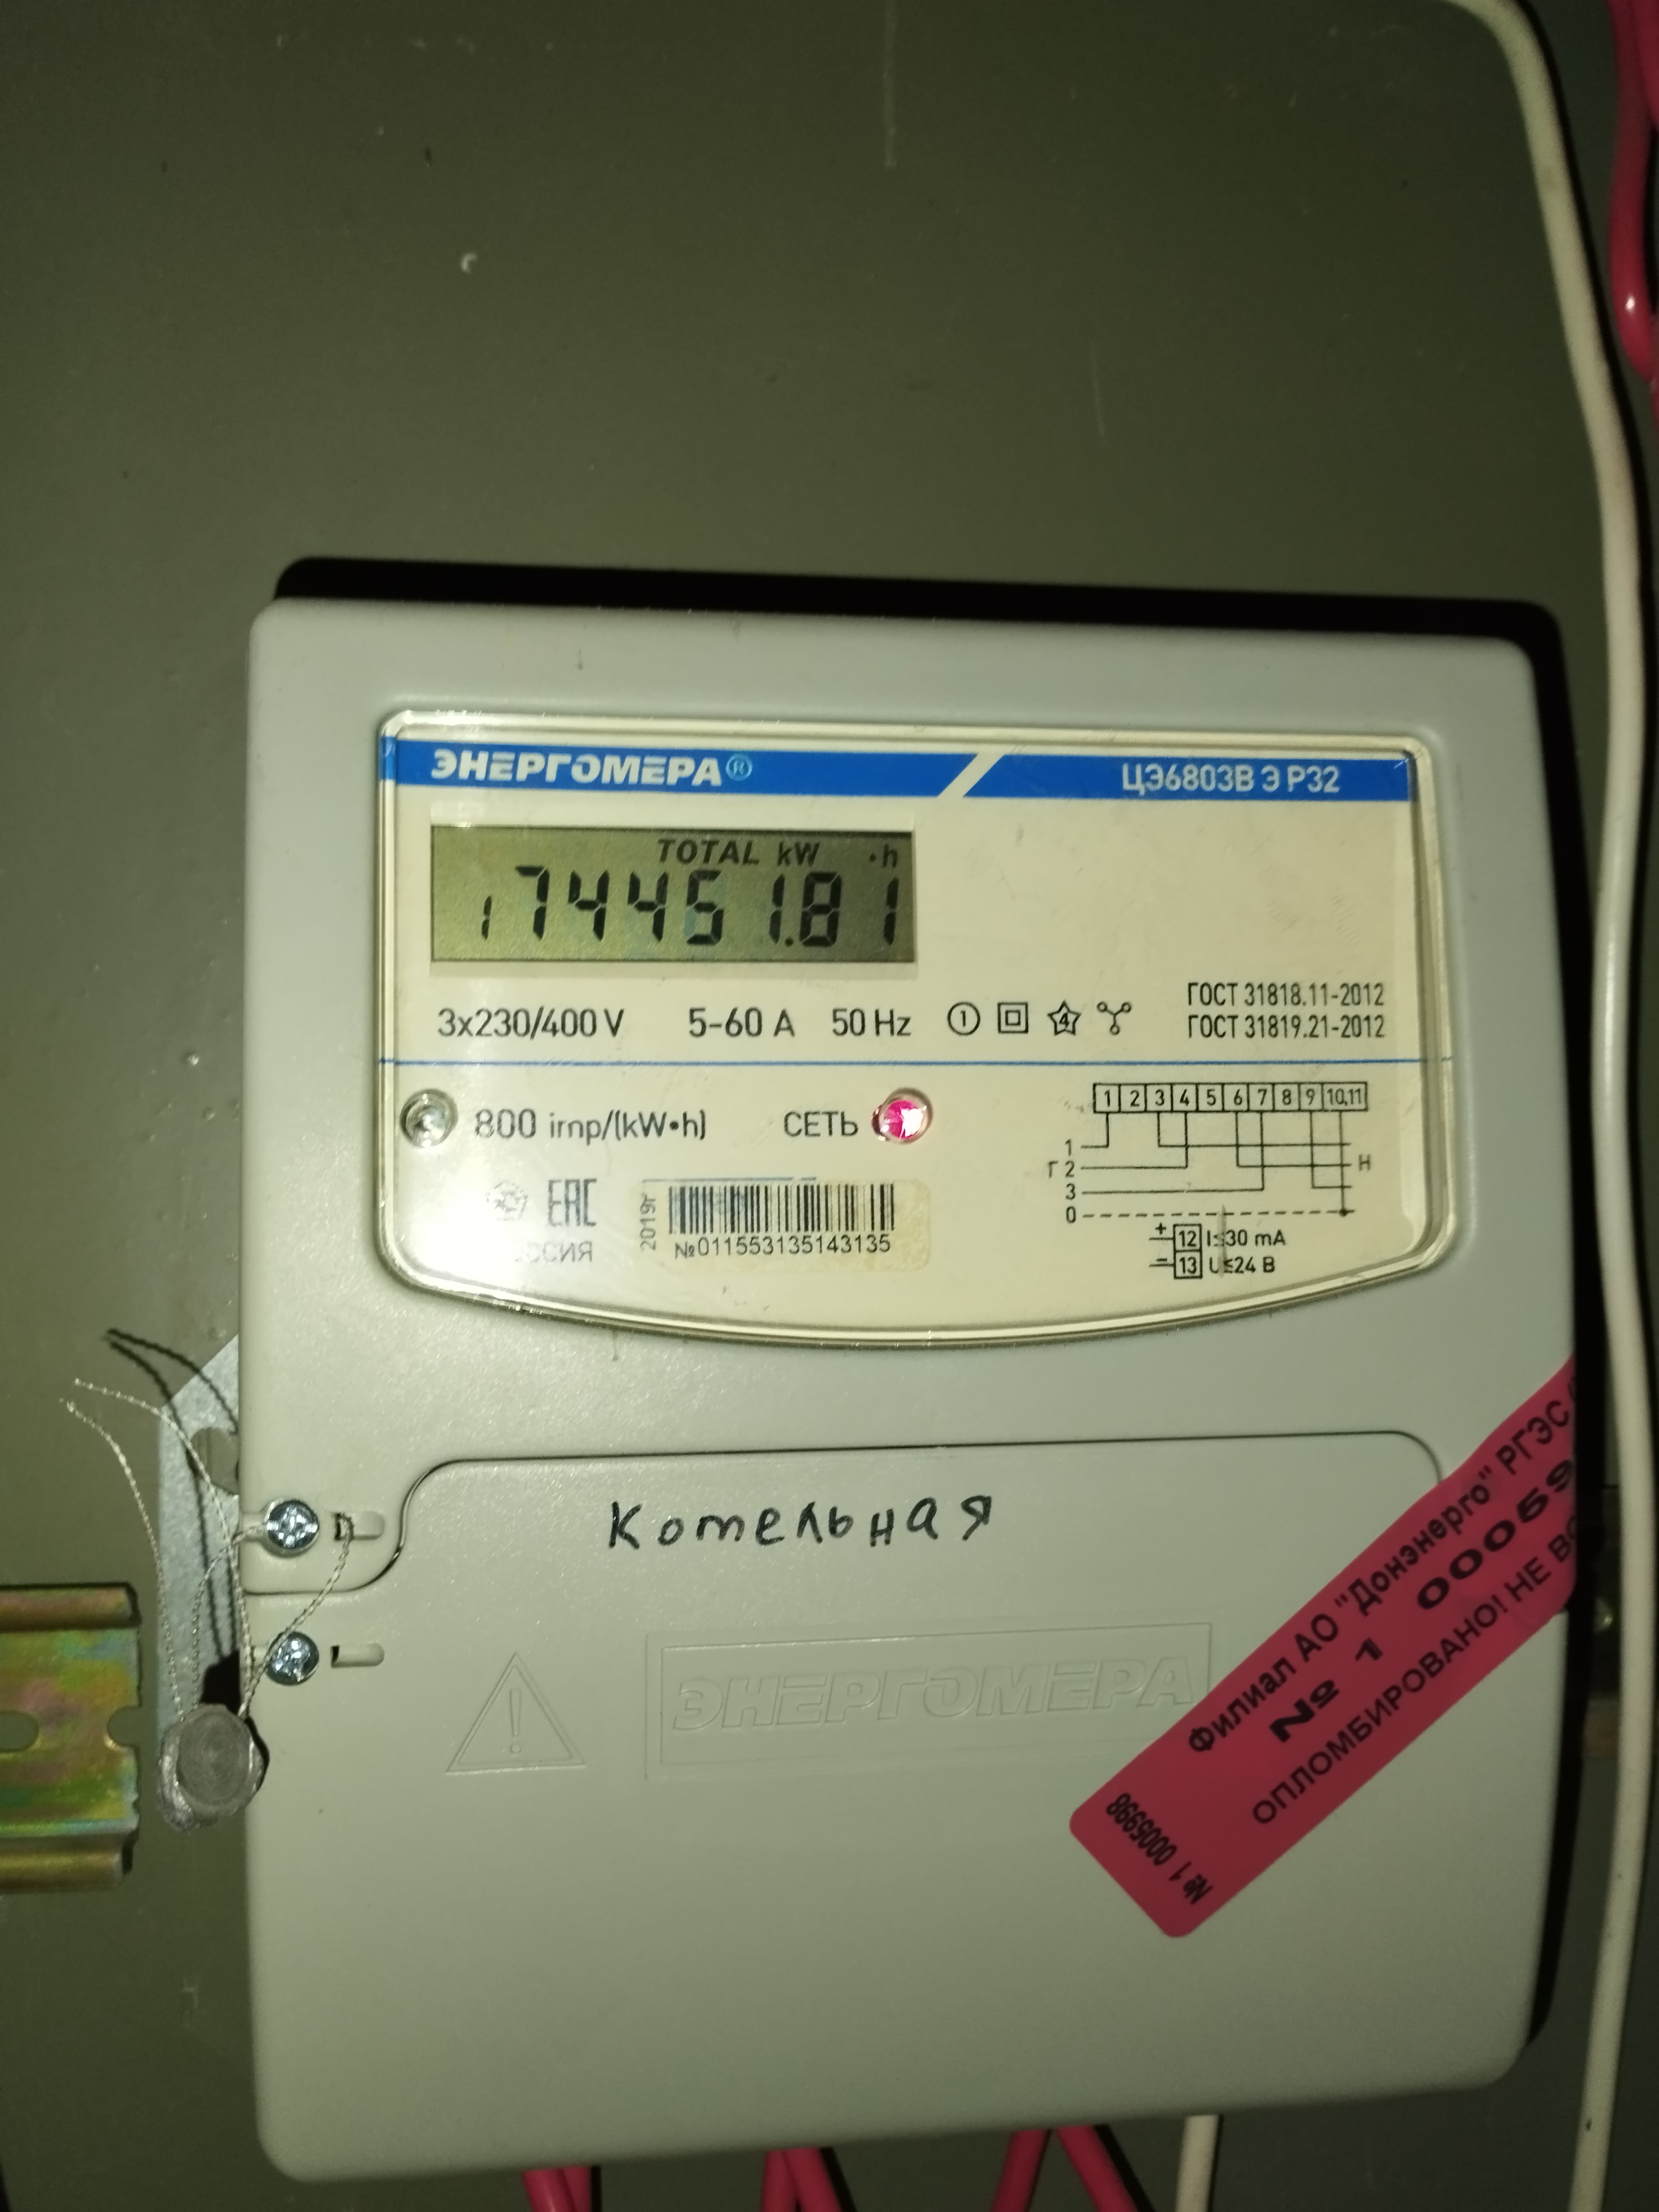 ЭНЕРГОМЕРА®
ЦЭ6803В Э Р32
TOTAL kW·h
174451.81
3x230/400 V 5-60 A 50 Hz
1
4
ГОСТ 31818.11-2012
ГОСТ 31819.21-2012
800 imp/(kW•h)
СЕТЬ
1 2 3 4 5 6 7 8 9 10,11
1
Г 2 Н
3
0
+ 12 I≤30 mA
− 13 U≤24 В
ЕАС
2019г
№011553135143135
Котельная
ЭНЕРГОМЕРА
Филиал АО "Донэнерго" РГЭС
№ 1 00059
ОПЛОМБИРОВАНО! НЕ
№1 0005998